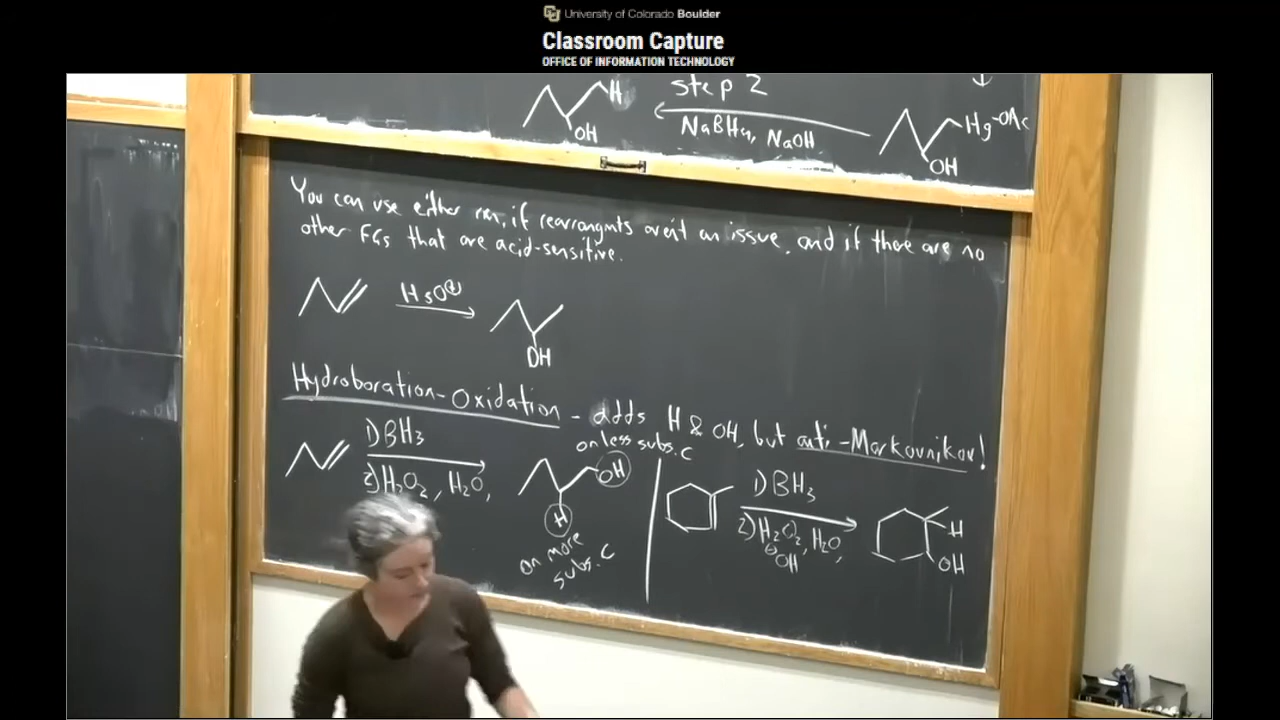 University of Colorado Boulder
Classroom Capture
OFFICE OF INFORMATION TECHNOLOGY
H
OH
Step 2
NaBH4, NaOH
Hg-OAc
OH
You can use either rxn, if rearrangmts aren't an issue, and if there are no
other FGs that are acid-sensitive.
H3O⊕
OH
Hydroboration-Oxidation - adds H & OH, but anti-Markovnikov!
1) BH3
2) H2O2, H2O,
on less subs. C
OH
H
on more
subs. C
1) BH3
2) H2O2, H2O,
⊖OH
H
OH